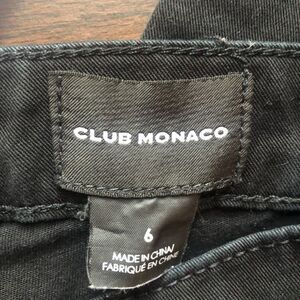 CLUB MONACO
6
MADE IN CHINA/
FABRIQUÉ EN CHINE